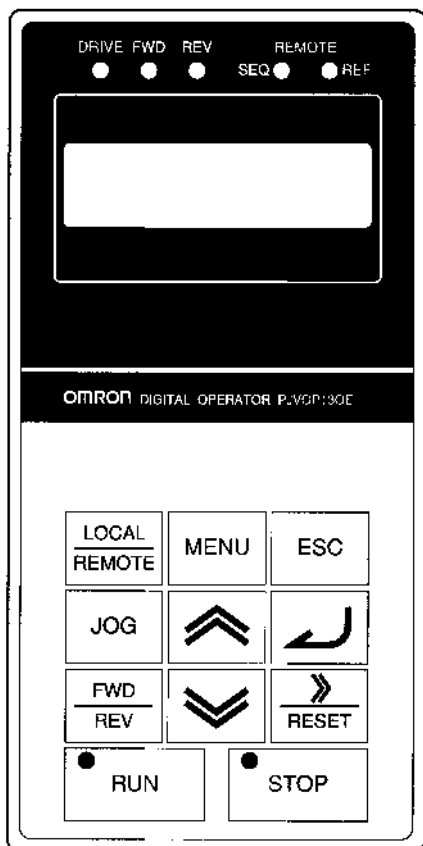 DRIVE FWD REV REMOTE
SEQ REF
OMRON DIGITAL OPERATOR PJVOP130E
LOCAL
REMOTE
MENU
ESC
JOG
FWD
REV
RESET
RUN
STOP